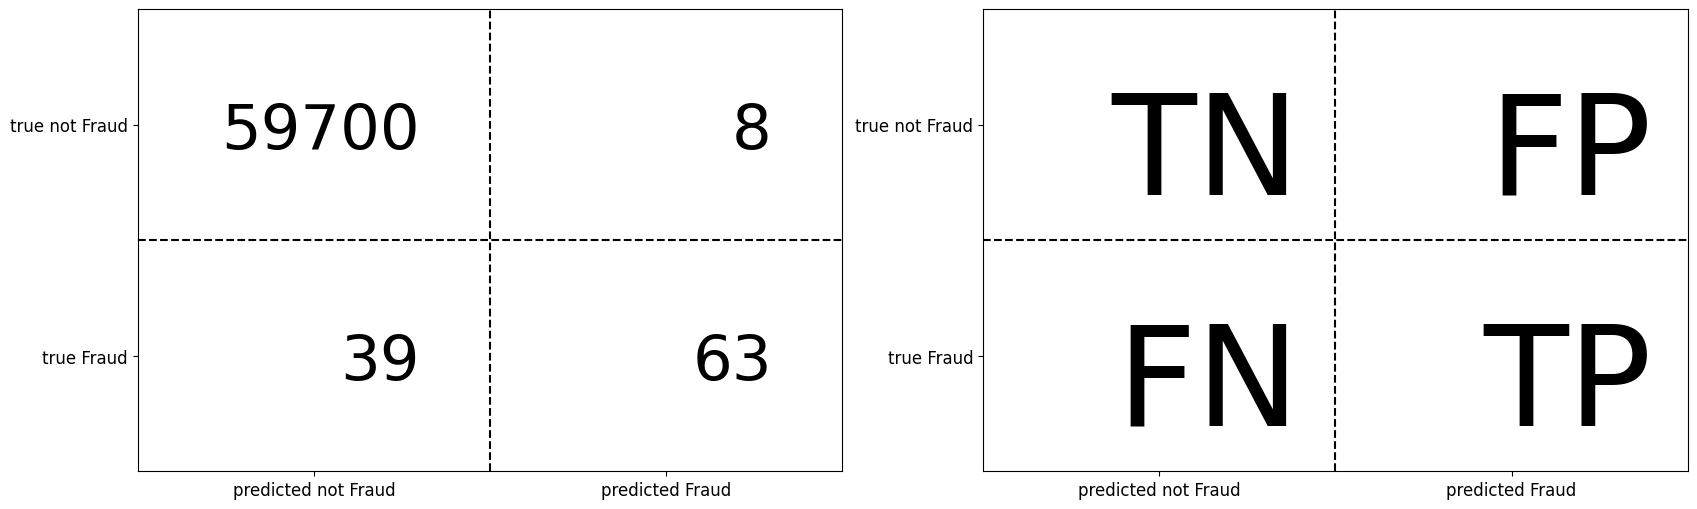 true not Fraud 59700 8
true Fraud 39 63
predicted not Fraud predicted Fraud
true not Fraud TN FP
true Fraud FN TP
predicted not Fraud predicted Fraud